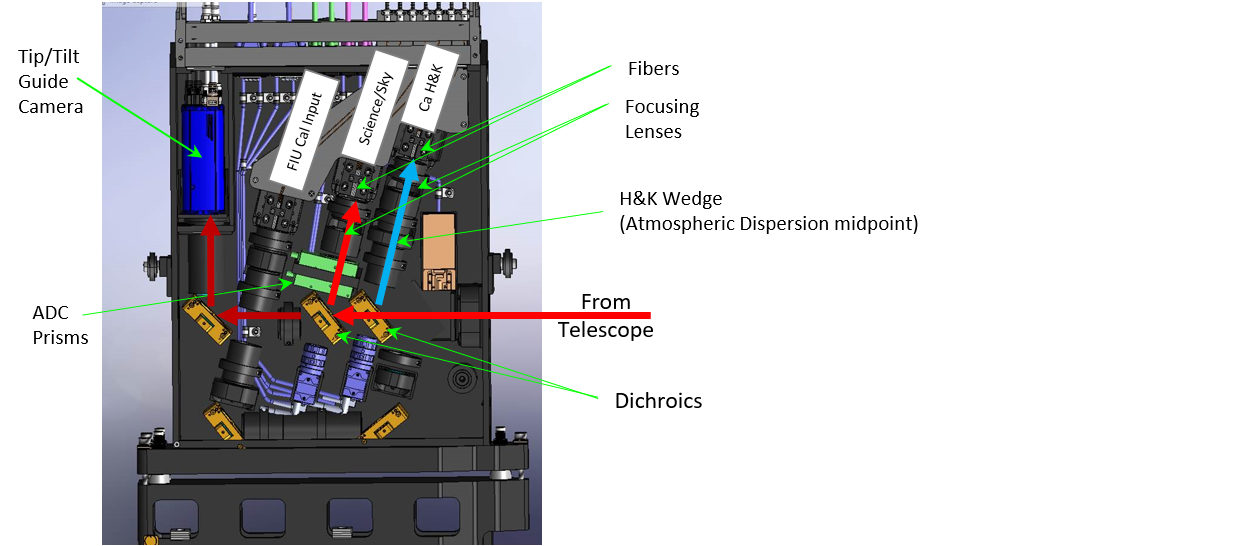 Tip/Tilt
Guide
Camera
FIU Cal Input
Science/Sky
Ca H&K
Fibers
Focusing
Lenses
H&K Wedge
(Atmospheric Dispersion midpoint)
ADC
Prisms
From
Telescope
Dichroics